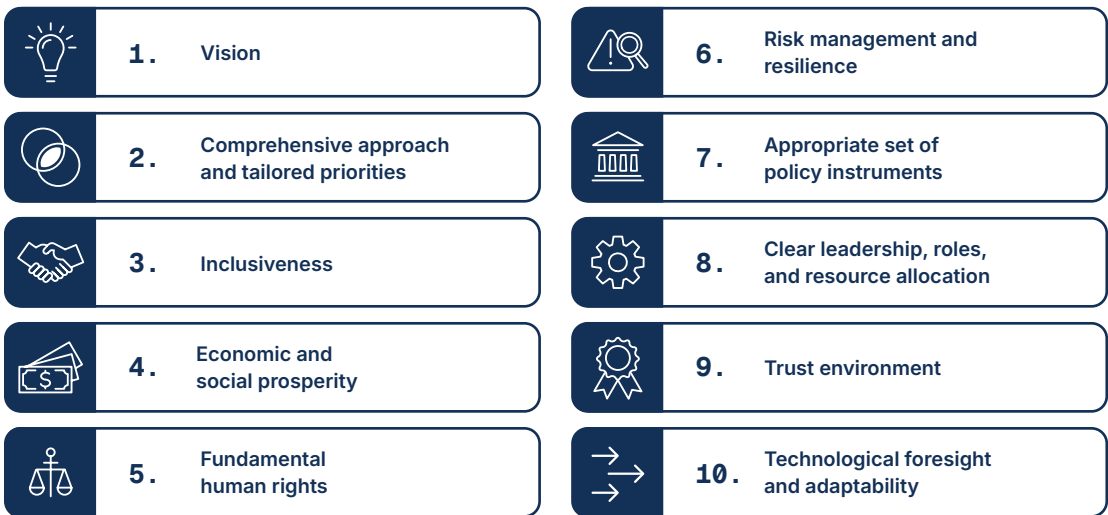 1. Vision
2. Comprehensive approach
and tailored priorities
3. Inclusiveness
4. Economic and
social prosperity
5. Fundamental
human rights
6. Risk management and
resilience
7. Appropriate set of
policy instruments
8. Clear leadership, roles,
and resource allocation
9. Trust environment
10. Technological foresight
and adaptability
$